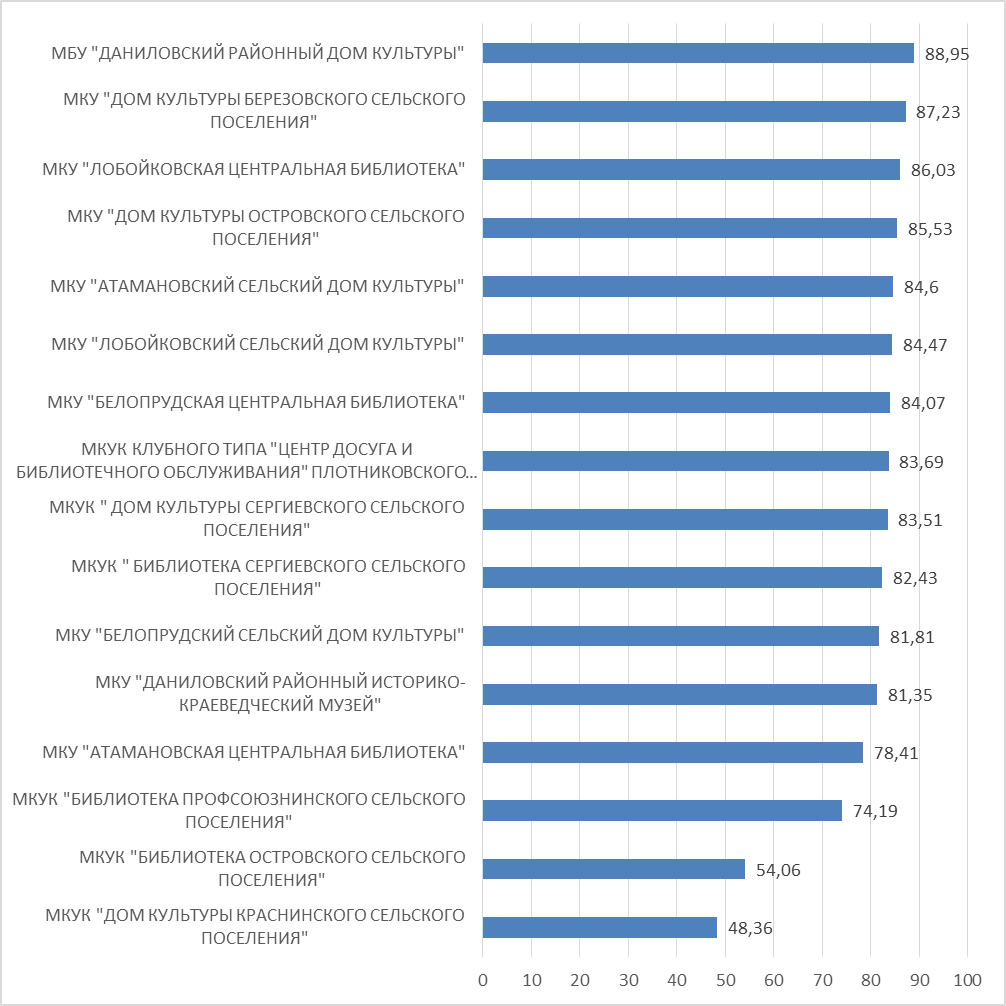 МБУ "ДАНИЛОВСКИЙ РАЙОННЫЙ ДОМ КУЛЬТУРЫ"
88,95
МКУ "ДОМ КУЛЬТУРЫ БЕРЕЗОВСКОГО СЕЛЬСКОГО
ПОСЕЛЕНИЯ"
87,23
МКУ "ЛОБОЙКОВСКАЯ ЦЕНТРАЛЬНАЯ БИБЛИОТЕКА"
86,03
МКУ "ДОМ КУЛЬТУРЫ ОСТРОВСКОГО СЕЛЬСКОГО
ПОСЕЛЕНИЯ"
85,53
МКУ "АТАМАНОВСКИЙ СЕЛЬСКИЙ ДОМ КУЛЬТУРЫ"
84,6
МКУ "ЛОБОЙКОВСКИЙ СЕЛЬСКИЙ ДОМ КУЛЬТУРЫ"
84,47
МКУ "БЕЛОПРУДСКАЯ ЦЕНТРАЛЬНАЯ БИБЛИОТЕКА"
84,07
МКУК КЛУБНОГО ТИПА "ЦЕНТР ДОСУГА И
БИБЛИОТЕЧНОГО ОБСЛУЖИВАНИЯ" ПЛОТНИКОВСКОГО...
83,69
МКУК " ДОМ КУЛЬТУРЫ СЕРГИЕВСКОГО СЕЛЬСКОГО
ПОСЕЛЕНИЯ"
83,51
МКУК " БИБЛИОТЕКА СЕРГИЕВСКОГО СЕЛЬСКОГО
ПОСЕЛЕНИЯ"
82,43
МКУ "БЕЛОПРУДСКИЙ СЕЛЬСКИЙ ДОМ КУЛЬТУРЫ"
81,81
МКУ "ДАНИЛОВСКИЙ РАЙОННЫЙ ИСТОРИКО-
КРАЕВЕДЧЕСКИЙ МУЗЕЙ"
81,35
МКУ "АТАМАНОВСКАЯ ЦЕНТРАЛЬНАЯ БИБЛИОТЕКА"
78,41
МКУК "БИБЛИОТЕКА ПРОФСОЮЗНИНСКОГО СЕЛЬСКОГО
ПОСЕЛЕНИЯ"
74,19
МКУК "БИБЛИОТЕКА ОСТРОВСКОГО СЕЛЬСКОГО
ПОСЕЛЕНИЯ"
54,06
МКУК "ДОМ КУЛЬТУРЫ КРАСНИНСКОГО СЕЛЬСКОГО
ПОСЕЛЕНИЯ"
48,36
0 10 20 30 40 50 60 70 80 90 100